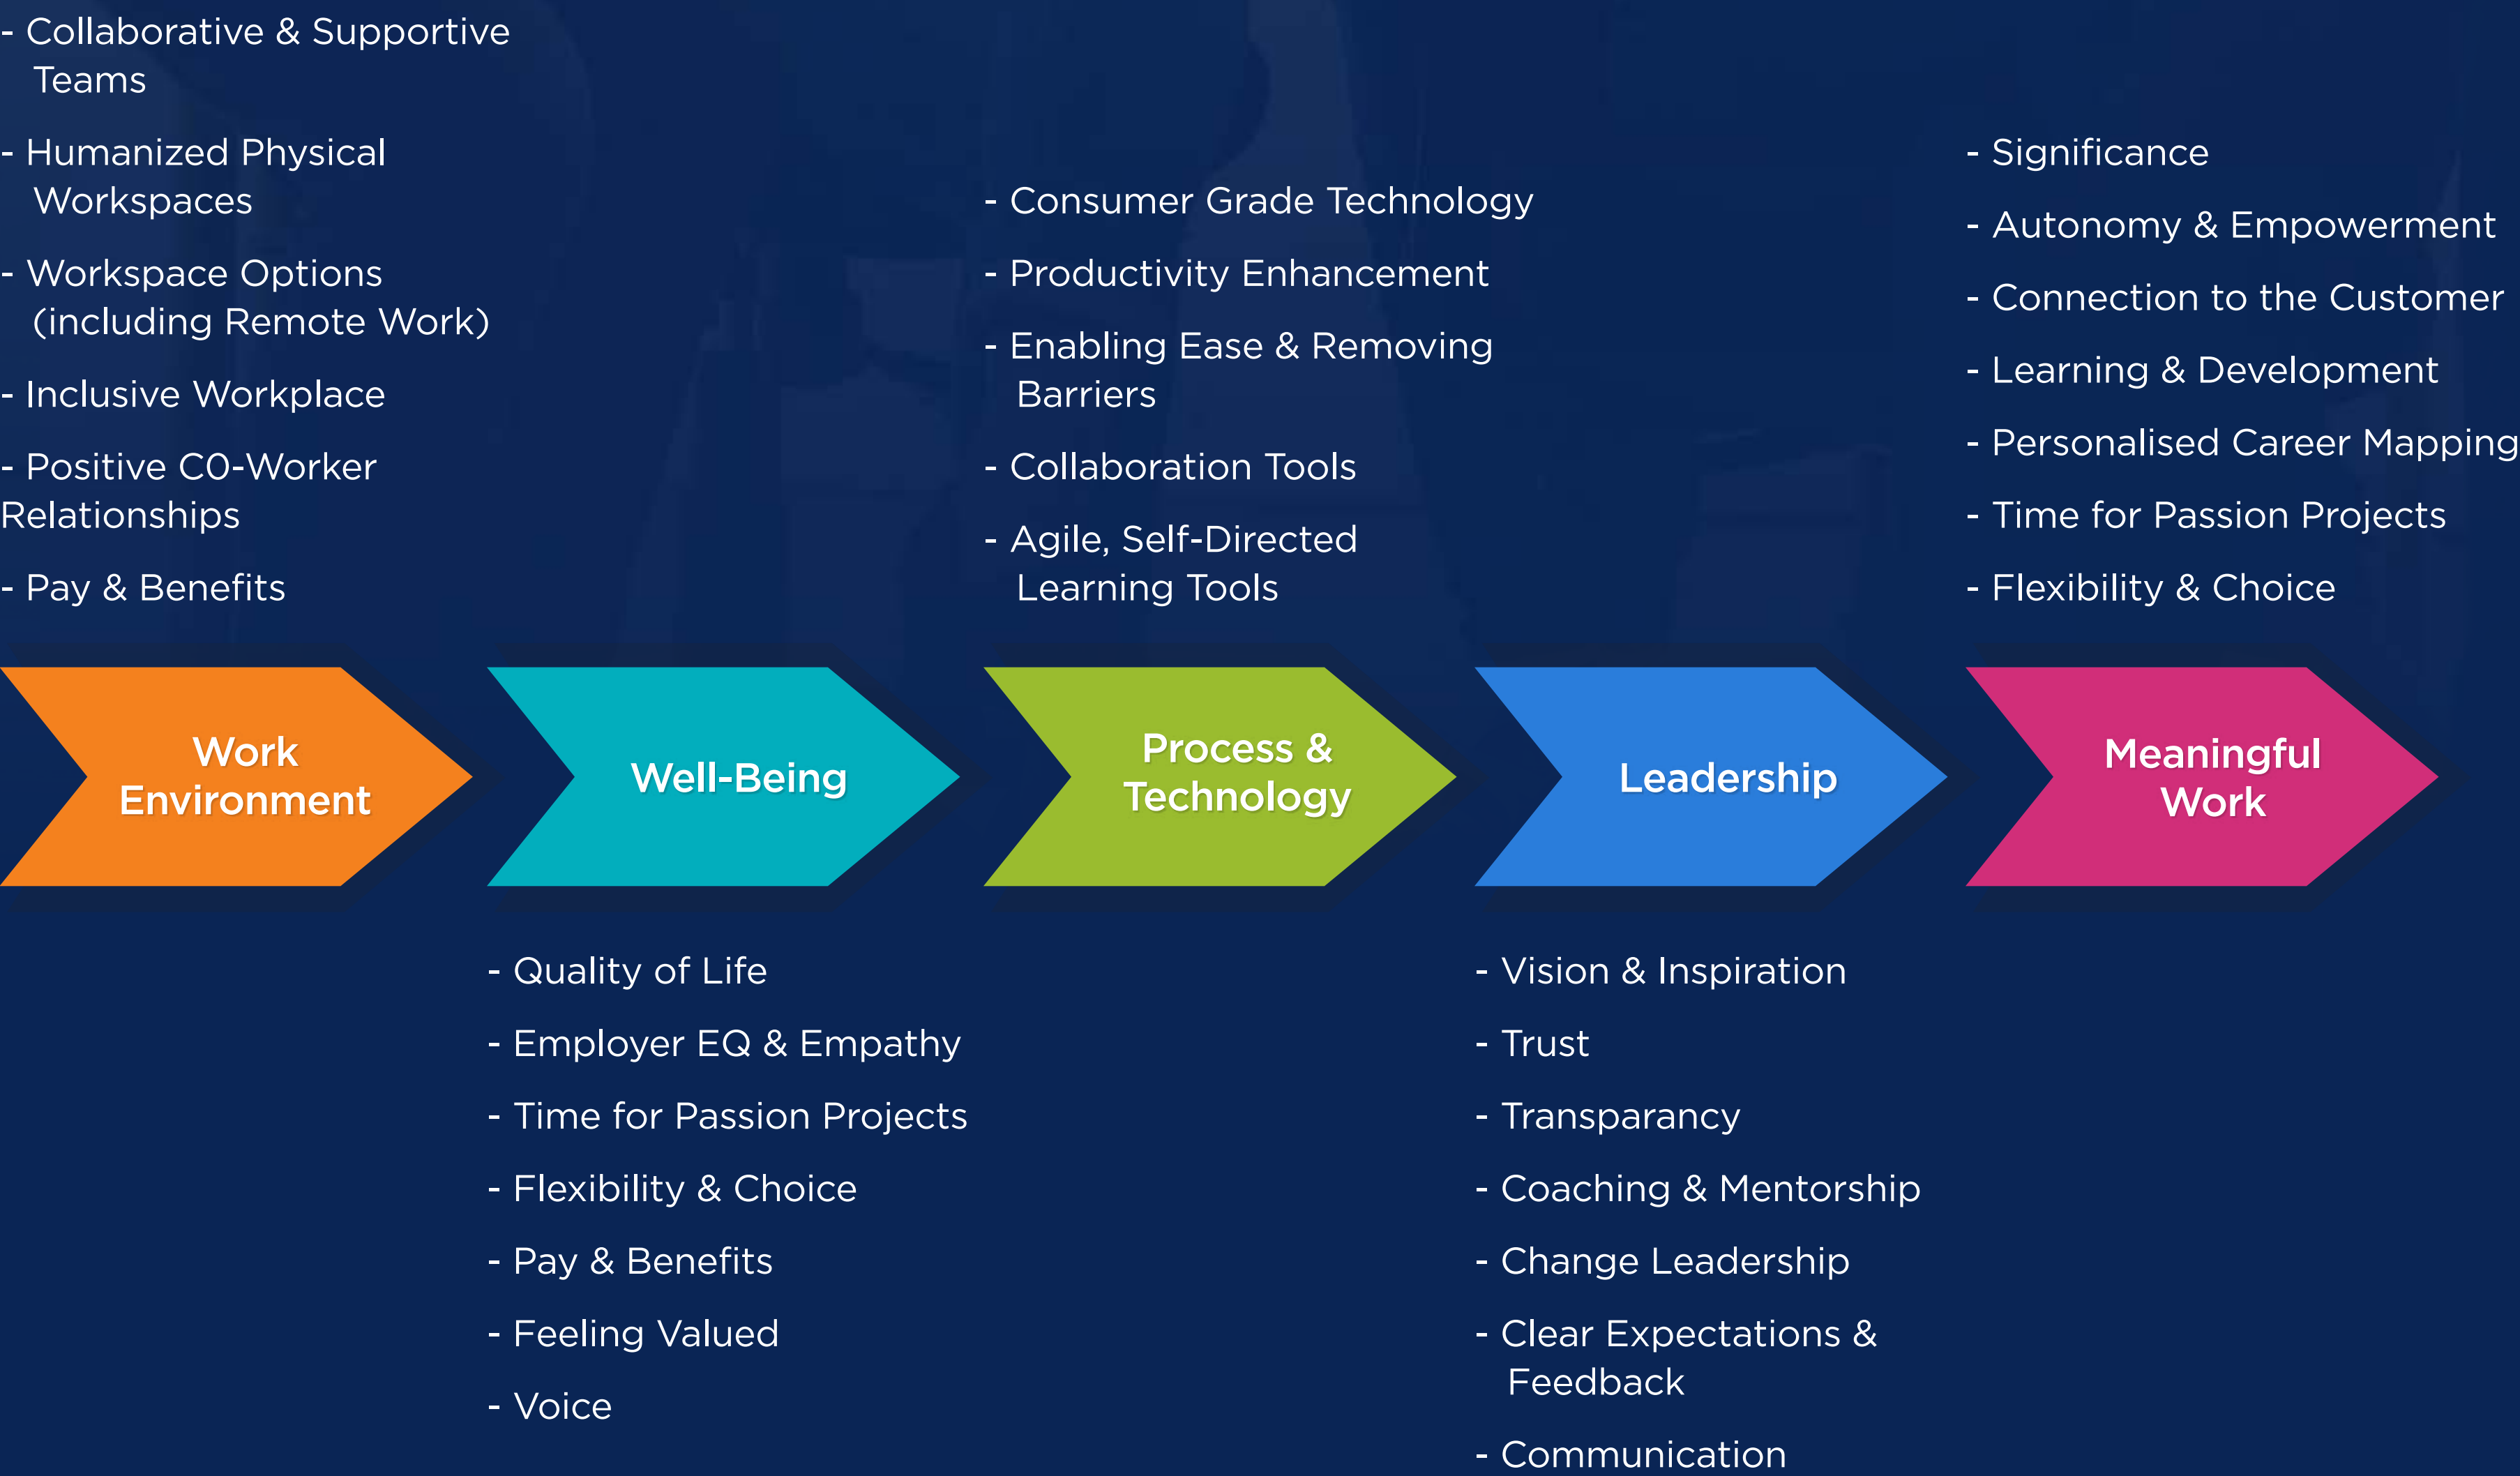 - Collaborative & Supportive
Teams
- Humanized Physical
Workspaces
- Workspace Options
(including Remote Work)
- Inclusive Workplace
- Positive C0-Worker
Relationships
- Pay & Benefits
Work
Environment
Well-Being
- Quality of Life
- Employer EQ & Empathy
- Time for Passion Projects
- Flexibility & Choice
- Pay & Benefits
- Feeling Valued
- Voice
- Consumer Grade Technology
- Productivity Enhancement
- Enabling Ease & Removing
Barriers
- Collaboration Tools
- Agile, Self-Directed
Learning Tools
Process &
Technology
Leadership
- Vision & Inspiration
- Trust
- Transparancy
- Coaching & Mentorship
- Change Leadership
- Clear Expectations &
Feedback
- Communication
- Significance
- Autonomy & Empowerment
- Connection to the Customer
- Learning & Development
- Personalised Career Mapping
- Time for Passion Projects
- Flexibility & Choice
Meaningful
Work